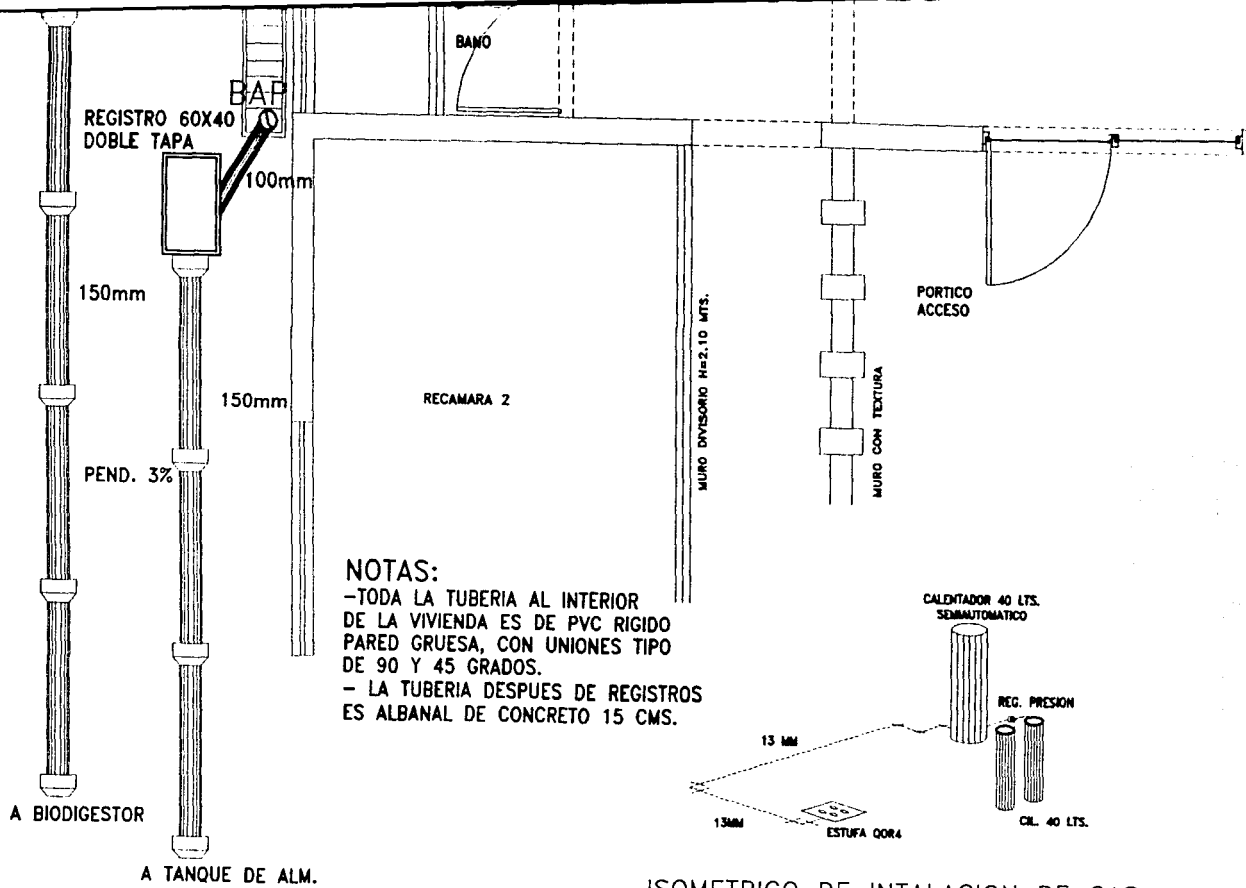 BANO
BAP
REGISTRO 60X40
DOBLE TAPA
100mm
150mm
PORTICO
ACCESO
MURO DIVISORIO H=2.10 MTS.
MURO CON TEXTURA
150mm
RECAMARA 2
PEND. 3%
NOTAS:
-TODA LA TUBERIA AL INTERIOR
DE LA VIVIENDA ES DE PVC RIGIDO
PARED GRUESA, CON UNIONES TIPO
DE 90 Y 45 GRADOS.
- LA TUBERIA DESPUES DE REGISTROS
ES ALBANAL DE CONCRETO 15 CMS.
CALENTADOR 40 LTS.
SEMIAUTOMATICO
REG. PRESION
13 MM
13MM
ESTUFA QOR4
CIL. 40 LTS.
A BIODIGESTOR
A TANQUE DE ALM.
ISOMETRICO DE INTALACION DE GAS